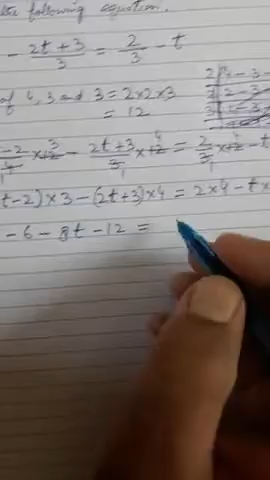 the following equation.
- 2t + 3 / 3 = 2 / 3 - t
of 4, 3 and 3 = 2×2×3
= 12
- 2 / 4 × 12 - 2t + 3 / 3 × 12 = 2 / 3 × 12 - t
t - 2) × 3 - (2t + 3) × 4 = 2 × 4 - t ×
- 6 - 8t - 12 =